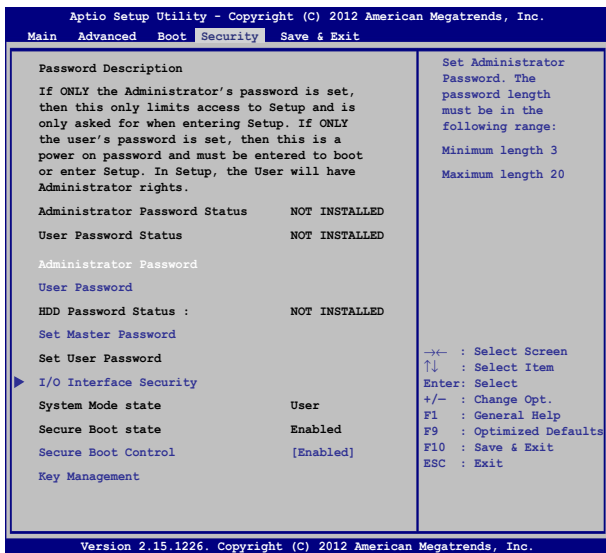 Aptio Setup Utility - Copyright (C) 2012 American Megatrends, Inc.
Main Advanced Boot Security Save & Exit
Password Description
If ONLY the Administrator's password is set,
then this only limits access to Setup and is
only asked for when entering Setup. If ONLY
the user's password is set, then this is a
power on password and must be entered to boot
or enter Setup. In Setup, the User will have
Administrator rights.
Administrator Password Status NOT INSTALLED
User Password Status NOT INSTALLED
Administrator Password
User Password
HDD Password Status : NOT INSTALLED
Set Master Password
Set User Password
I/O Interface Security
System Mode state User
Secure Boot state Enabled
Secure Boot Control [Enabled]
Key Management
Set Administrator
Password. The
password length
must be in the
following range:
Minimum length 3
Maximum length 20
→← : Select Screen
↑↓ : Select Item
Enter: Select
+/— : Change Opt.
F1 : General Help
F9 : Optimized Defaults
F10 : Save & Exit
ESC : Exit
Version 2.15.1226. Copyright (C) 2012 American Megatrends, Inc.